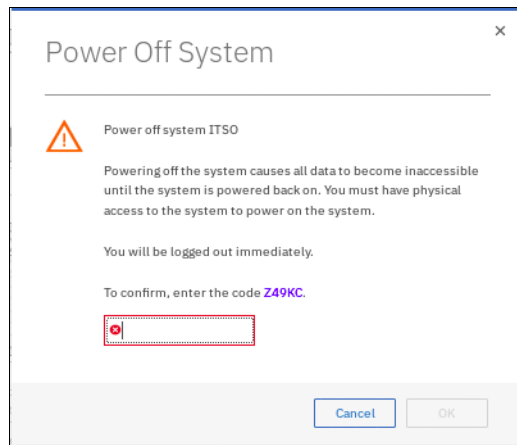 Power Off System
Power off system ITSO
Powering off the system causes all data to become inaccessible
until the system is powered back on. You must have physical
access to the system to power on the system.
You will be logged out immediately.
To confirm, enter the code Z49KC.
Cancel
OK